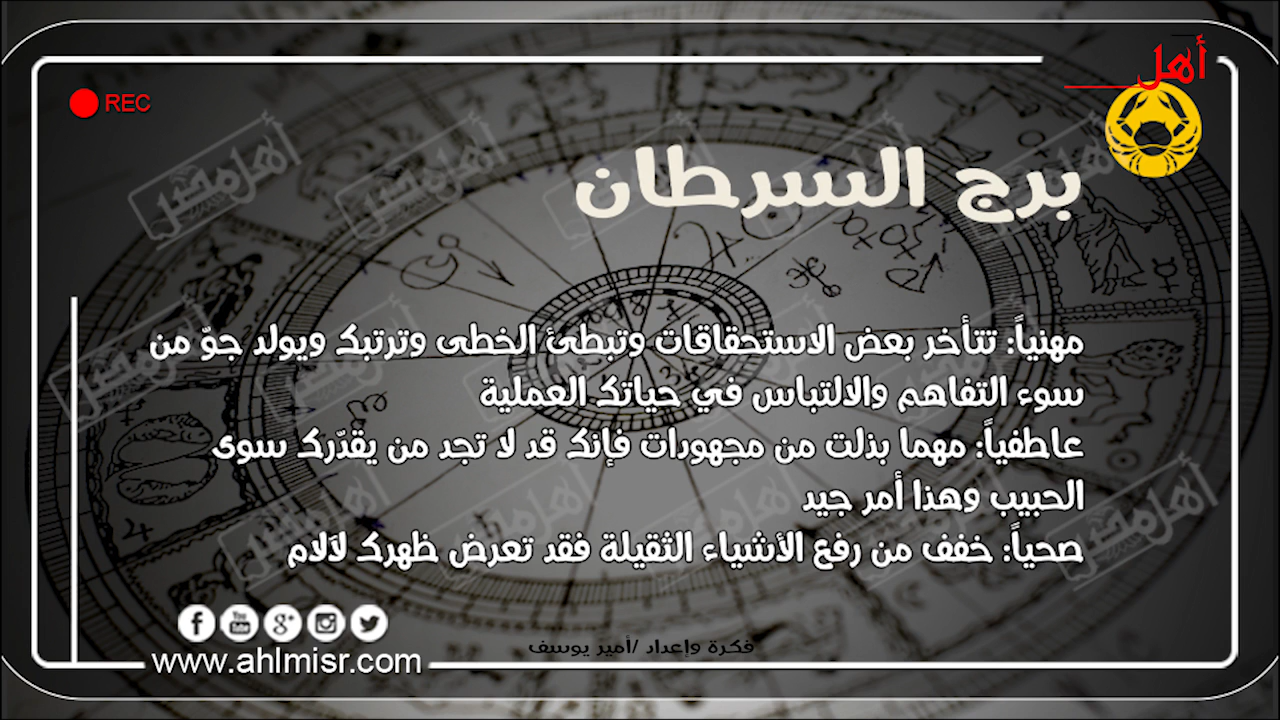 أهل
REC
برج السرطان
مهنياً: تتأخر بعض الاستحقاقات وتبطئ الخطى وترتبك ويولد جوّ من
سوء التفاهم والالتباس في حياتك العملية
عاطفياً: مهما بذلت من مجهودات فإنك قد لا تجد من يقدّرك سوى
الحبيب وهذا أمر جيد
صحياً: خفف من رفع الأشياء الثقيلة فقد تعرض ظهرك لآلام
فكرة وإعداد /أمير يوسف
www.ahlmisr.com
أهل مصر